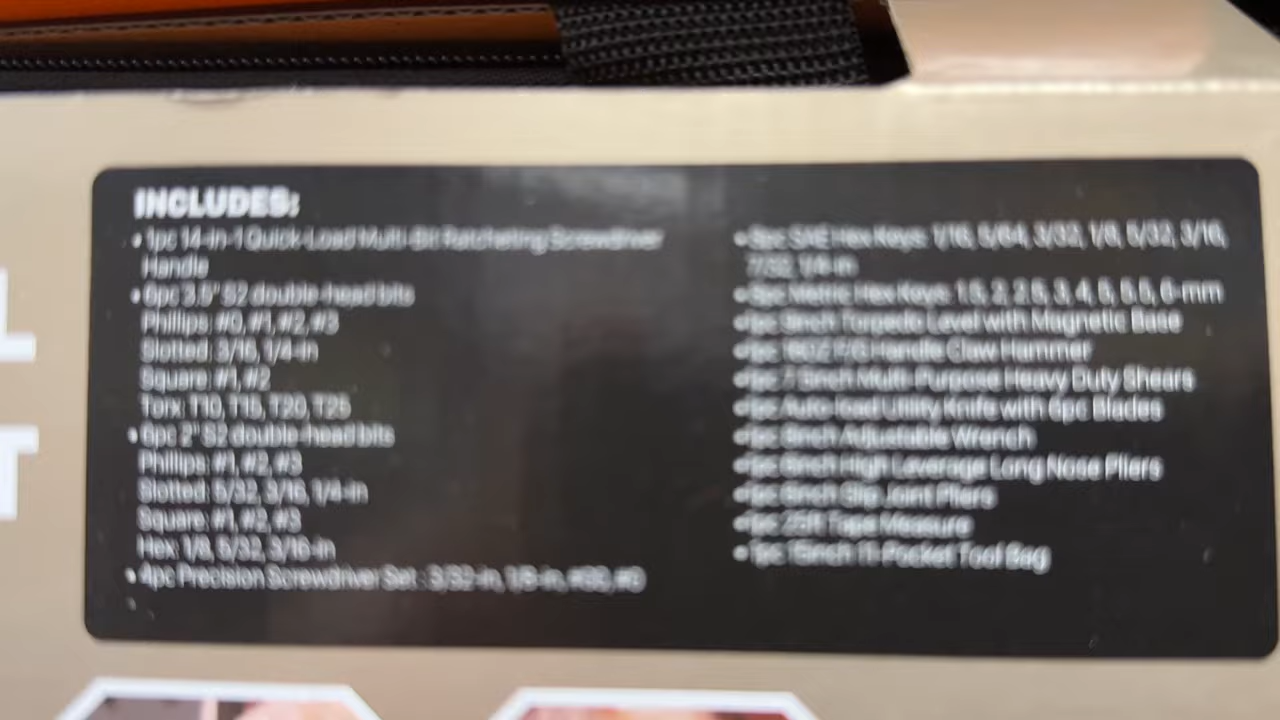 INCLUDES:
• 1pc 14-in-1 Quick-Load Multi-Bit Ratcheting Screwdriver
Handle
• 6pc 3.5" S2 double-head bits
Phillips: #0, #1, #2, #3
Slotted: 3/16, 1/4-in
Square: #1, #2
Torx: T10, T15, T20, T25
• 6pc 2" S2 double-head bits
Phillips: #1, #2, #3
Slotted: 5/32, 3/16, 1/4-in
Square: #1, #2, #3
Hex: 1/8, 5/32, 3/16-in
• 4pc Precision Screwdriver Set: 3/32-in, 1/8-in,
• 8pc SAE Hex Keys: 1/16, 5/64, 3/32, 1/8, 5/32, 3/16,
7/32, 1/4-in
• 8pc Metric Hex Keys: 1.5, 2, 2.5, 3, 4, 5, 5.5, 6-mm
• 1pc 9inch Torpedo Level with Magnetic Base
• 1pc 16OZ F/G Handle Claw Hammer
• 1pc 7.5inch Multi-Purpose Heavy Duty Shears
• 1pc Auto-load Utility Knife with 6pc Blades
• 1pc 8inch Adjustable Wrench
• 1pc 8inch High Leverage Long Nose Pliers
• 1pc 8inch Slip Joint Pliers
• 1pc 25ft Tape Measure
• 1pc 15inch 11-Pocket Tool Bag